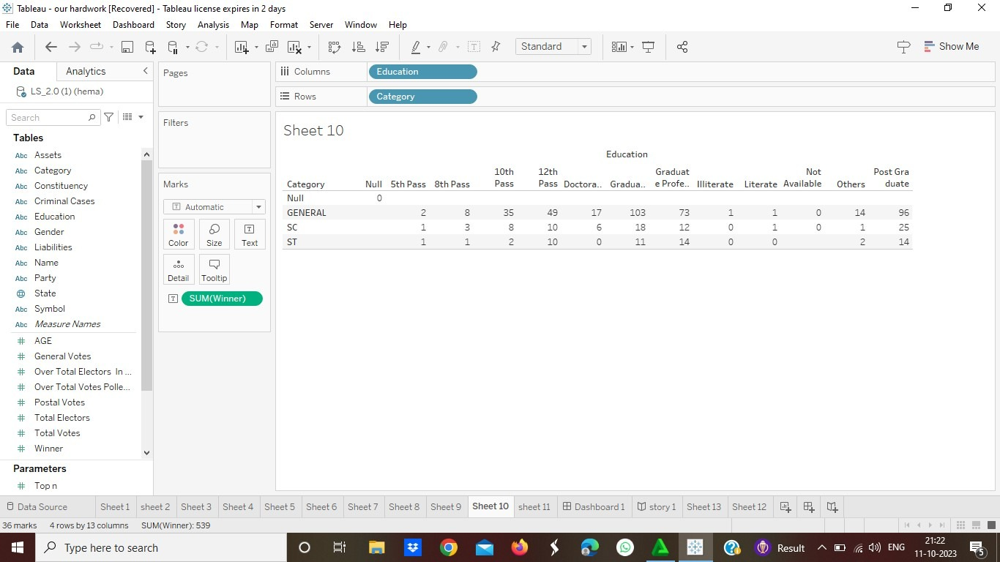 Tableau - our hardwork [Recovered] - Tableau license expires in 2 days
File Data Worksheet Dashboard Story Analysis Map Format Server Window Help
Standard
Show Me
Data Analytics
LS_2.0 (1) (hema)
Search
Tables
Abc Assets
Abc Category
Abc Constituency
Abc Criminal Cases
Abc Education
Abc Gender
Abc Liabilities
Abc Name
Abc Party
State
Abc Symbol
Abc Measure Names
# AGE
# General Votes
# Over Total Electors In ...
# Over Total Votes Polle...
# Postal Votes
# Total Electors
# Total Votes
# Winner
Parameters
# Top n
Pages
Filters
Marks
T Automatic
Color Size T Text
Detail Tooltip
T SUM(Winner)
Columns Education
Rows Category
Sheet 10
Education
Category Null 5th Pass 8th Pass 10th Pass 12th Pass Doctora.. Gradua.. Graduat e Profe.. Illiterate Literate Not Available Others Post Gra duate
Null 0
GENERAL 2 8 35 49 17 103 73 1 1 0 14 96
SC 1 3 8 10 6 18 12 0 1 0 1 25
ST 1 1 2 10 0 11 14 0 0 2 14
Data Source Sheet 1 sheet 2 Sheet 3 Sheet 4 Sheet 5 Sheet 6 Sheet 7 Sheet 8 Sheet 9 Sheet 10 sheet 11 Dashboard 1 story 1 Sheet 13 Sheet 12
36 marks 4 rows by 13 columns SUM(Winner): 539
Type here to search
Result
ENG
21:22
11-10-2023
5